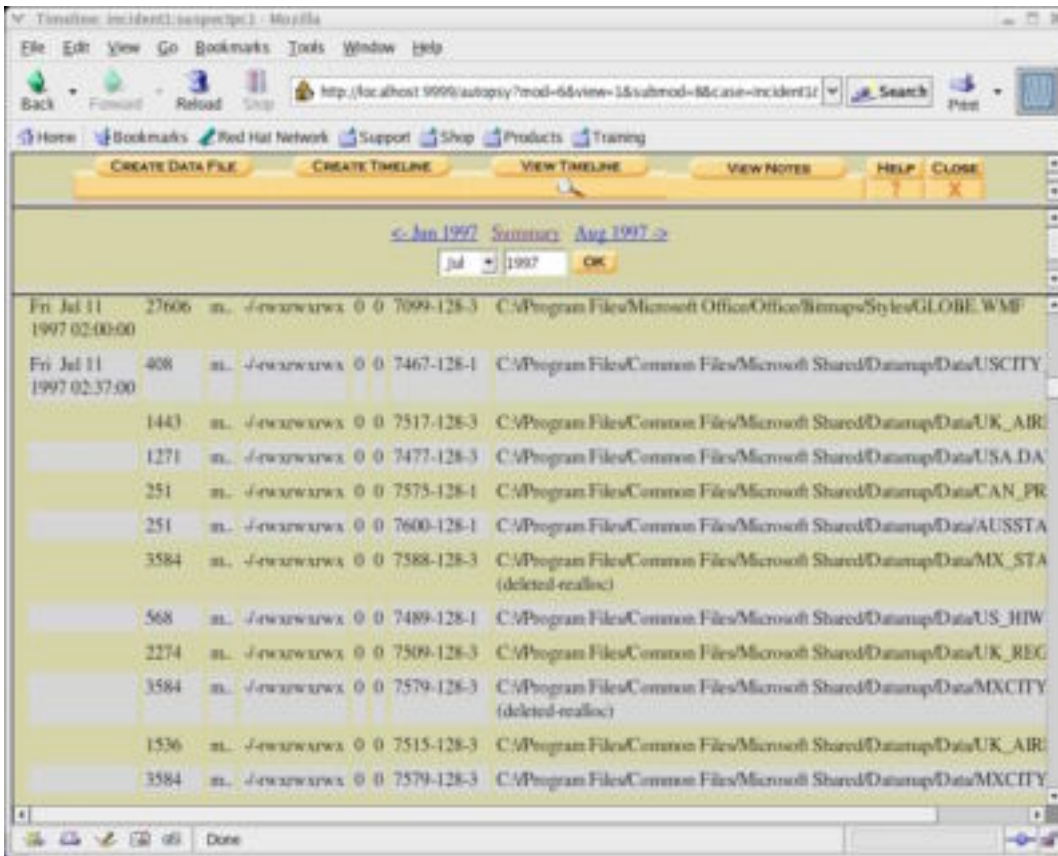 Timeline: incident1:suspectpc1 - Mozilla
File Edit View Go Bookmarks Tools Window Help
Back Forward Reload Stop http://localhost:9999/autopsy?mod=6&view=1&submod=8&case=incident1& Search Print
Home Bookmarks Red Hat Network Support Shop Products Training
CREATE DATA FILE CREATE TIMELINE VIEW TIMELINE VIEW NOTES HELP CLOSE
? X
<- Jun 1997 Summary Aug 1997 ->
Jul 1997 OK
Fri Jul 11 27606 m.. -/-rwxrwxrwx 0 0 7099-128-3 C:\/Program Files/Microsoft Office/Office/Bitmaps/Styles/GLOBE.WMF
1997 02:00:00
Fri Jul 11 408 m.. -/-rwxrwxrwx 0 0 7467-128-1 C:\/Program Files/Common Files/Microsoft Shared/Datamap/Data/USCITY
1997 02:37:00
1443 m.. -/-rwxrwxrwx 0 0 7517-128-3 C:\/Program Files/Common Files/Microsoft Shared/Datamap/Data/UK_AIR
1271 m.. -/-rwxrwxrwx 0 0 7477-128-3 C:\/Program Files/Common Files/Microsoft Shared/Datamap/Data/USA.DA
251 m.. -/-rwxrwxrwx 0 0 7575-128-1 C:\/Program Files/Common Files/Microsoft Shared/Datamap/Data/CAN_PR
251 m.. -/-rwxrwxrwx 0 0 7600-128-1 C:\/Program Files/Common Files/Microsoft Shared/Datamap/Data/AUSSTA
3584 m.. -/-rwxrwxrwx 0 0 7588-128-3 C:\/Program Files/Common Files/Microsoft Shared/Datamap/Data/MX_STA
(deleted-realloc)
568 m.. -/-rwxrwxrwx 0 0 7489-128-1 C:\/Program Files/Common Files/Microsoft Shared/Datamap/Data/US_HIW
2274 m.. -/-rwxrwxrwx 0 0 7509-128-3 C:\/Program Files/Common Files/Microsoft Shared/Datamap/Data/UK_REG
3584 m.. -/-rwxrwxrwx 0 0 7579-128-3 C:\/Program Files/Common Files/Microsoft Shared/Datamap/Data/MXCITY
(deleted-realloc)
1536 m.. -/-rwxrwxrwx 0 0 7515-128-3 C:\/Program Files/Common Files/Microsoft Shared/Datamap/Data/UK_AIR
3584 m.. -/-rwxrwxrwx 0 0 7579-128-3 C:\/Program Files/Common Files/Microsoft Shared/Datamap/Data/MXCITY
Done